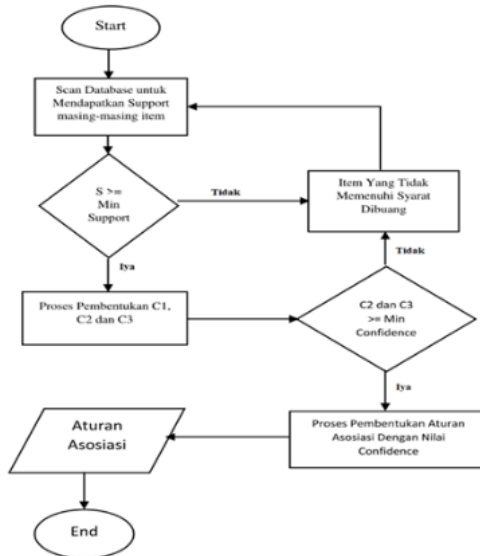 Start
Scan Database untuk
Mendapatkan Support
masing-masing item
S >=
Min
Support
Tidak
Item Yang Tidak
Memenuhi Syarat
Dibuang
Iya
Tidak
Proses Pembentukan C1,
C2 dan C3
C2 dan C3
>= Min
Confidence
Iya
Proses Pembentukan Aturan
Asosiasi Dengan Nilai
Confidence
Aturan
Asosiasi
End